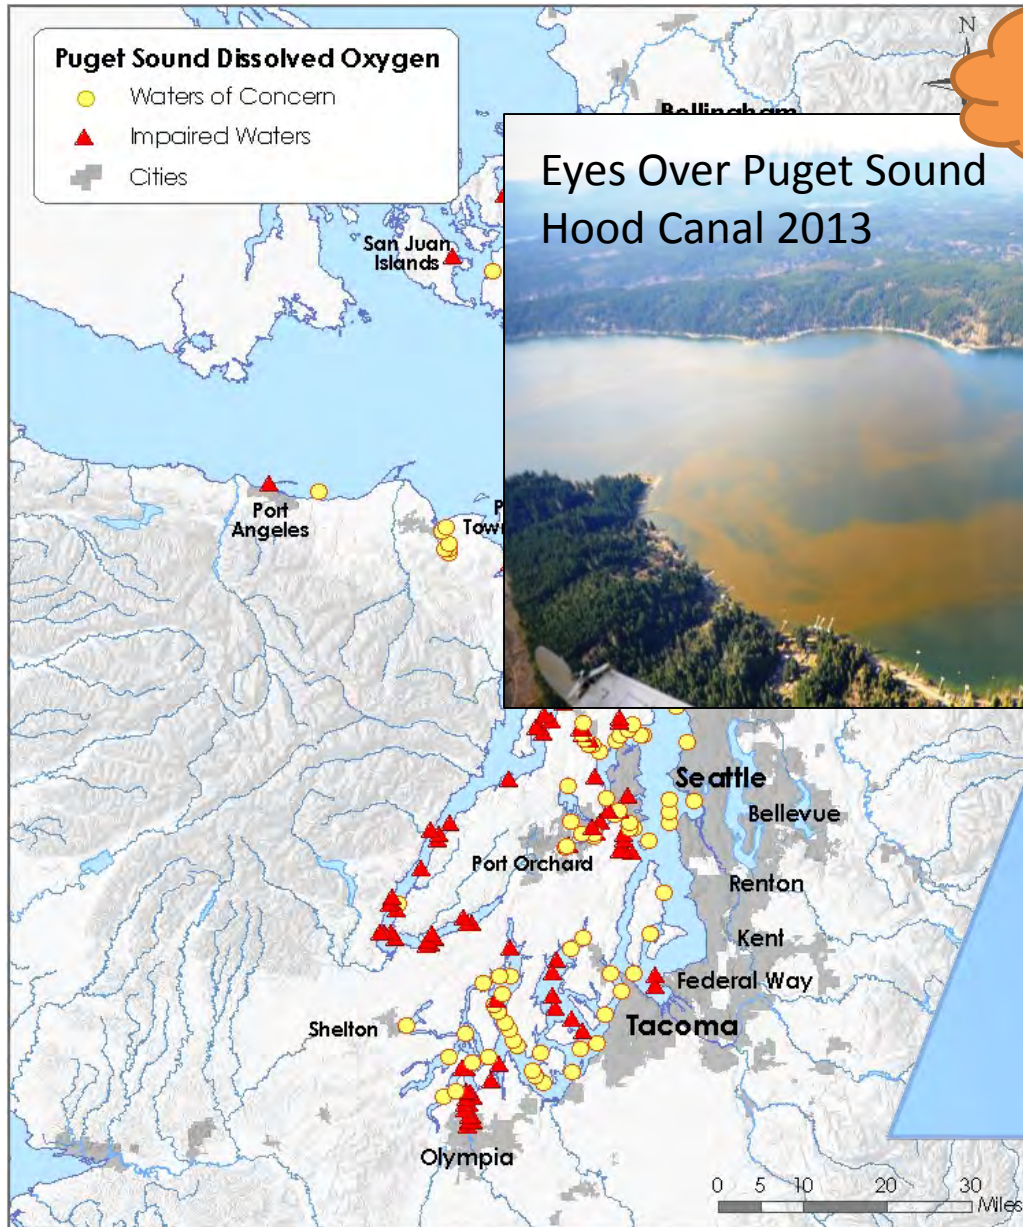 Puget Sound Dissolved Oxygen
Waters of Concern
Impaired Waters
Cities
N
Bellingham
Eyes Over Puget Sound
Hood Canal 2013
San Juan
Islands
Port
Angeles
Seattle
Bellevue
Port Orchard
Renton
Kent
Federal Way
Shelton
Tacoma
Olympia
0 5 10 20 30
Miles